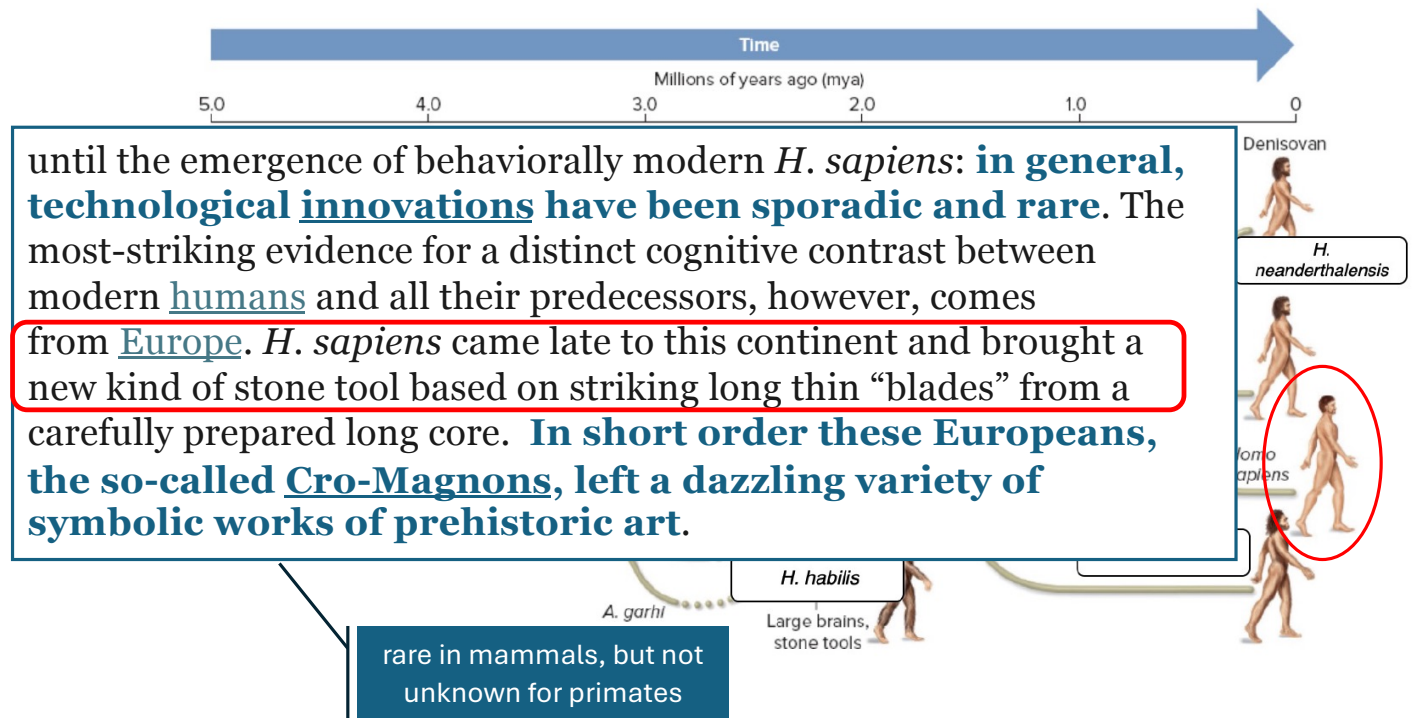 Time
Millions of years ago (mya)
5.0 4.0 3.0 2.0 1.0 0
until the emergence of behaviorally modern H. sapiens: in general,
technological innovations have been sporadic and rare. The
most-striking evidence for a distinct cognitive contrast between
modern humans and all their predecessors, however, comes
from Europe. H. sapiens came late to this continent and brought a
new kind of stone tool based on striking long thin “blades” from a
carefully prepared long core. In short order these Europeans,
the so-called Cro-Magnons, left a dazzling variety of
symbolic works of prehistoric art.
Denisovan
H.
neanderthalensis
lomo
apiens
H. habilis
A. garhi
Large brains,
stone tools
rare in mammals, but not
unknown for primates